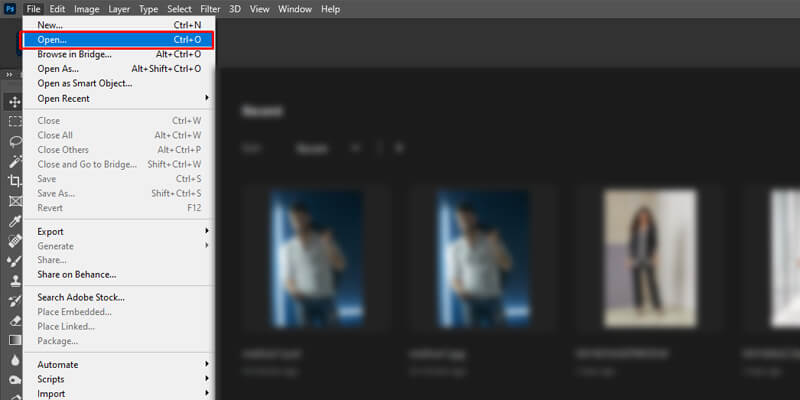 Ps File Edit Image Layer Type Select Filter 3D View Window Help
New... Ctrl+N
Open... Ctrl+O
Browse in Bridge... Alt+Ctrl+O
Open As... Alt+Shift+Ctrl+O
Open as Smart Object...
Open Recent
Close Ctrl+W
Close All Alt+Ctrl+W
Close Others Alt+Ctrl+P
Close and Go to Bridge... Shift+Ctrl+W
Save Ctrl+S
Save As... Shift+Ctrl+S
Revert F12
Export
Generate
Share...
Share on Behance...
Search Adobe Stock...
Place Embedded...
Place Linked...
Package...
Automate
Scripts
Import
Recent